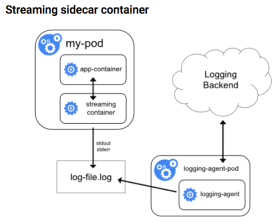 Streaming sidecar container
my-pod
app-container
streaming
container
Logging
Backend
stdout
stderr
log-file.log
logging-agent-pod
logging-agent